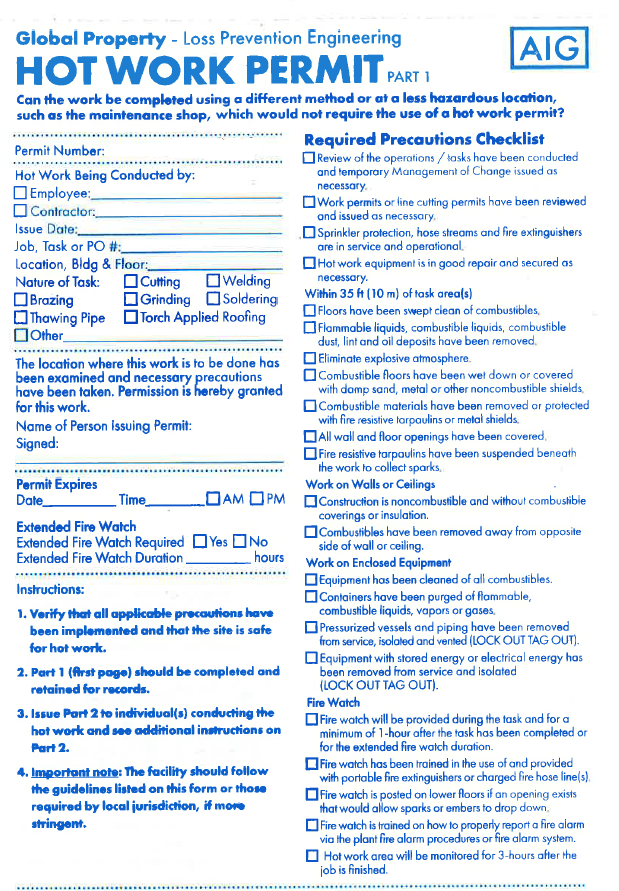 Global Property - Loss Prevention Engineering
AIG
HOT WORK PERMIT PART 1
Can the work be completed using a different method or at a less hazardous location,
such as the maintenance shop, which would not require the use of a hot work permit?
Permit Number:
Hot Work Being Conducted by:
Employee:
Contractor:
Issue Date:
Job, Task or PO #:
Location, Bldg & Floor:
Nature of Task: Cutting Welding
Brazing Grinding Soldering
Thawing Pipe Torch Applied Roofing
Other
The location where this work is to be done has
been examined and necessary precautions
have been taken. Permission is hereby granted
for this work.
Name of Person Issuing Permit:
Signed:
Permit Expires
Date Time AM PM
Extended Fire Watch
Extended Fire Watch Required Yes No
Extended Fire Watch Duration hours
Instructions:
1. Verify that all applicable precautions have
been implemented and that the site is safe
for hot work.
2. Part 1 (first page) should be completed and
retained for records.
3. Issue Part 2 to individual(s) conducting the
hot work and see additional instructions on
Part 2.
4. Important note: The facility should follow
the guidelines listed on this form or those
required by local jurisdiction, if more
stringent.
Required Precautions Checklist
Review of the operations / tasks have been conducted
and temporary Management of Change issued as
necessary.
Work permits or line cutting permits have been reviewed
and issued as necessary.
Sprinkler protection, hose streams and fire extinguishers
are in service and operational.
Hot work equipment is in good repair and secured as
necessary.
Within 35 ft (10 m) of task area(s)
Floors have been swept clean of combustibles.
Flammable liquids, combustible liquids, combustible
dust, lint and oil deposits have been removed.
Eliminate explosive atmosphere.
Combustible floors have been wet down or covered
with damp sand, metal or other noncombustible shields.
Combustible materials have been removed or protected
with fire resistive tarpaulins or metal shields.
All wall and floor openings have been covered.
Fire resistive tarpaulins have been suspended beneath
the work to collect sparks.
Work on Walls or Ceilings
Construction is noncombustible and without combustible
coverings or insulation.
Combustibles have been removed away from opposite
side of wall or ceiling.
Work on Enclosed Equipment
Equipment has been cleaned of all combustibles.
Containers have been purged of flammable,
combustible liquids, vapors or gases.
Pressurized vessels and piping have been removed
from service, isolated and vented (LOCK OUT TAG OUT).
Equipment with stored energy or electrical energy has
been removed from service and isolated
(LOCK OUT TAG OUT).
Fire Watch
Fire watch will be provided during the task and for a
minimum of 1-hour after the task has been completed or
for the extended fire watch duration.
Fire watch has been trained in the use of and provided
with portable fire extinguishers or charged fire hose line(s).
Fire watch is posted on lower floors if an opening exists
that would allow sparks or embers to drop down.
Fire watch is trained on how to properly report a fire alarm
via the plant fire alarm procedures or fire alarm system.
Hot work area will be monitored for 3-hours after the
job is finished.